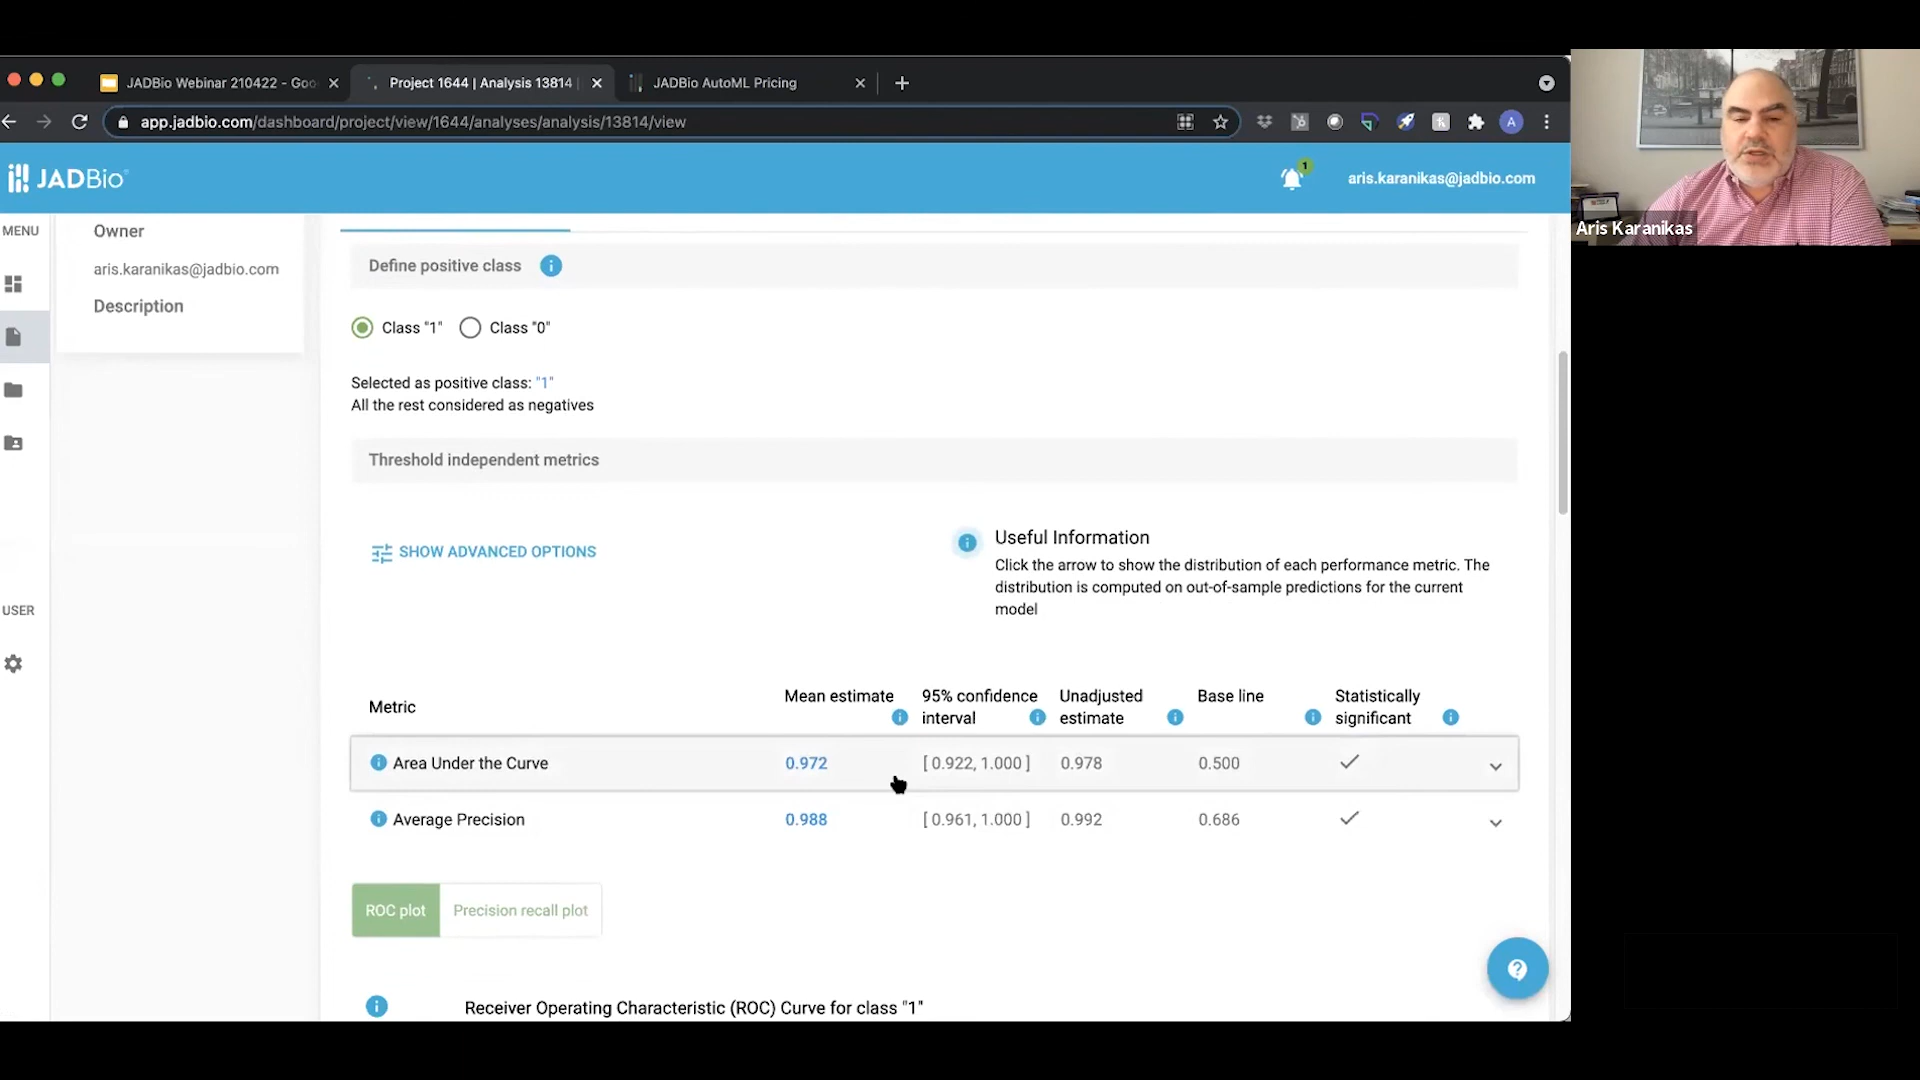 JADBio Webinar 210422 - Goo
Project 1644 | Analysis 13814
JADBio AutoML Pricing
app.jadbio.com/dashboard/project/view/1644/analyses/analysis/13814/view
A
JADBio
1
aris.karanikas@jadbio.com
Aris Karanikas
MENU
Owner
aris.karanikas@jadbio.com
Description
USER
Define positive class
Class "1"
Class "0"
Selected as positive class: "1"
All the rest considered as negatives
Threshold independent metrics
SHOW ADVANCED OPTIONS
Useful Information
Click the arrow to show the distribution of each performance metric. The
distribution is computed on out-of-sample predictions for the current
model
Metric
Mean estimate
95% confidence
interval
Unadjusted
estimate
Base line
Statistically
significant
Area Under the Curve 0.972 [ 0.922, 1.000 ] 0.978 0.500
Average Precision 0.988 [ 0.961, 1.000 ] 0.992 0.686
ROC plot
Precision recall plot
Receiver Operating Characteristic (ROC) Curve for class "1"